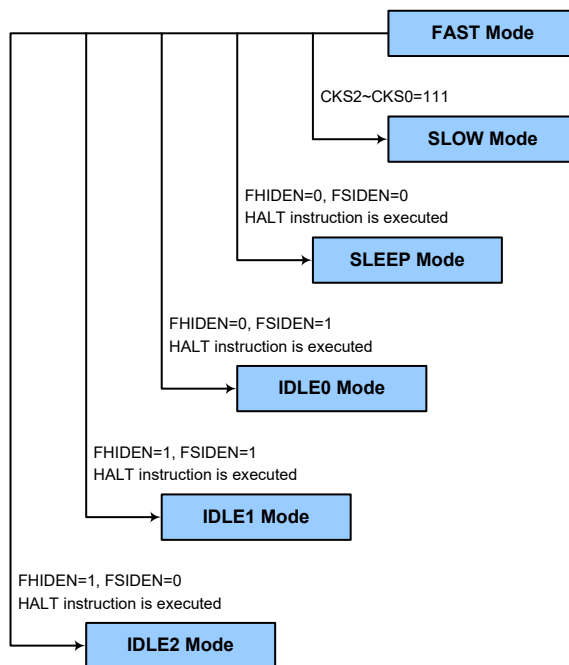 FAST Mode
CKS2~CKS0=111
SLOW Mode
FHIDEN=0, FSIDEN=0
HALT instruction is executed
SLEEP Mode
FHIDEN=0, FSIDEN=1
HALT instruction is executed
IDLE0 Mode
FHIDEN=1, FSIDEN=1
HALT instruction is executed
IDLE1 Mode
FHIDEN=1, FSIDEN=0
HALT instruction is executed
IDLE2 Mode